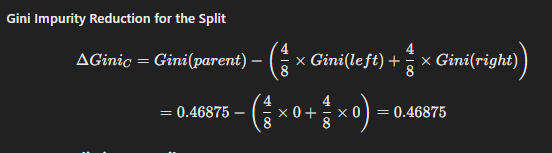 Gini Impurity Reduction for the Split
ΔGini_C = Gini(parent) − (4/8 × Gini(left) + 4/8 × Gini(right))
= 0.46875 − (4/8 × 0 + 4/8 × 0) = 0.46875